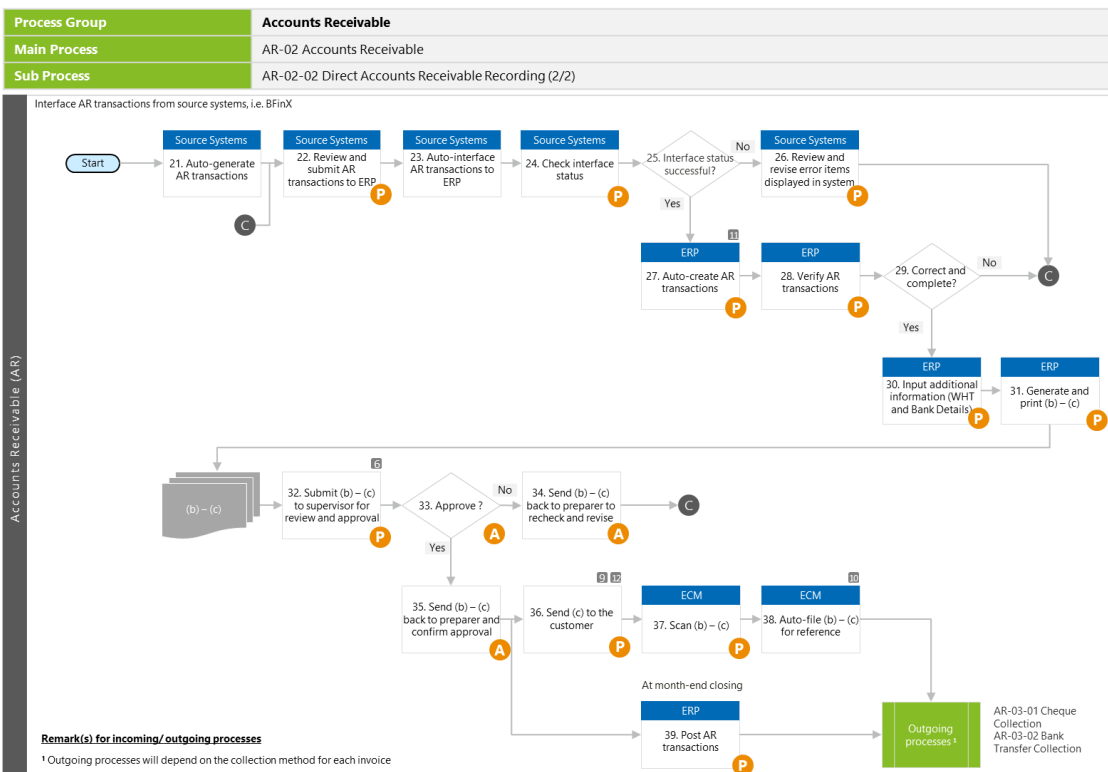 Process Group
Accounts Receivable
Main Process
AR-02 Accounts Receivable
Sub Process
AR-02-02 Direct Accounts Receivable Recording (2/2)
Accounts Receivable (AR)
Interface AR transactions from source systems, i.e. BFinX
Start
Source Systems
21. Auto-generate
AR transactions
Source Systems
22. Review and
submit AR
transactions to ERP
P
Source Systems
23. Auto-interface
AR transactions to
ERP
Source Systems
24. Check interface
status
P
25. Interface status
successful?
No
Yes
Source Systems
26. Review and
revise error items
displayed in system
P
C
11
ERP
27. Auto-create AR
transactions
P
ERP
28. Verify AR
transactions
P
29. Correct and
complete?
No
C
Yes
ERP
30. Input additional
information (WHT
and Bank Details)
P
ERP
31. Generate and
print (b) – (c)
P
(b) – (c)
6
32. Submit (b) – (c)
to supervisor for
review and approval
P
33. Approve ?
A
No
Yes
34. Send (b) – (c)
back to preparer to
recheck and revise
A
C
35. Send (b) – (c)
back to preparer and
confirm approval
A
9 12
36. Send (c) to the
customer
P
ECM
37. Scan (b) – (c)
P
10
ECM
38. Auto-file (b) – (c)
for reference
At month-end closing
ERP
39. Post AR
transactions
P
Outgoing
processes ¹
AR-03-01 Cheque
Collection
AR-03-02 Bank
Transfer Collection
Remark(s) for incoming/outgoing processes
¹ Outgoing processes will depend on the collection method for each invoice